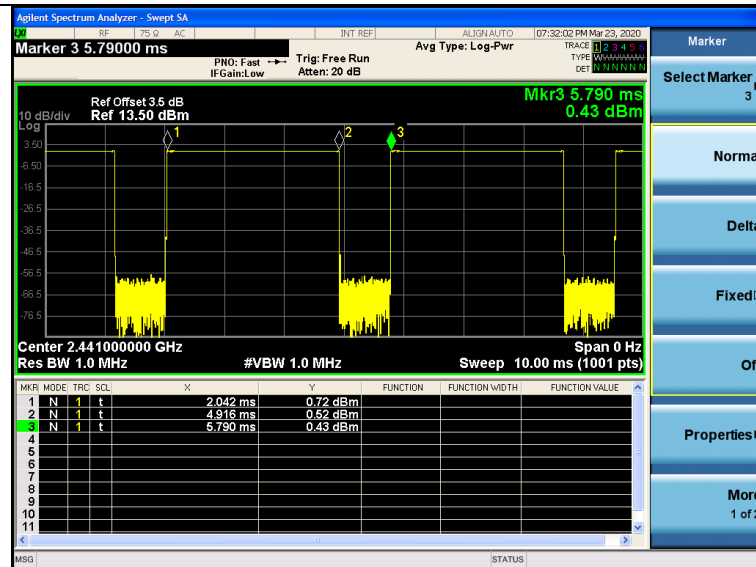 Agilent Spectrum Analyzer - Swept SA
LXI RF 75 Ω AC INT REF ALIGN AUTO 07:32:02 PM Mar 23, 2020
Marker 3 5.79000 ms
Avg Type: Log-Pwr
TRACE 1 2 3 4 5 6
TYPE WWWWWW
DET N N N N N N
PNO: Fast
IFGain:Low
Trig: Free Run
Atten: 20 dB
Mkr3 5.790 ms
0.43 dBm
Ref Offset 3.5 dB
10 dB/div Ref 13.50 dBm
Log
1 2 3
3.50
-6.50
-16.5
-26.5
-36.5
-46.5
-56.5
-66.5
-76.5
Center 2.441000000 GHz Span 0 Hz
Res BW 1.0 MHz #VBW 1.0 MHz Sweep 10.00 ms (1001 pts)
MKR MODE TRC SCL X Y FUNCTION FUNCTION WIDTH FUNCTION VALUE
1 N 1 t 2.042 ms 0.72 dBm
2 N 1 t 4.916 ms 0.52 dBm
3 N 1 t 5.790 ms 0.43 dBm
4
5
6
7
8
9
10
11
MSG STATUS
Marker
Select Marker
3
Norma
Delta
Fixed
Of
Properties
More
1 of 2